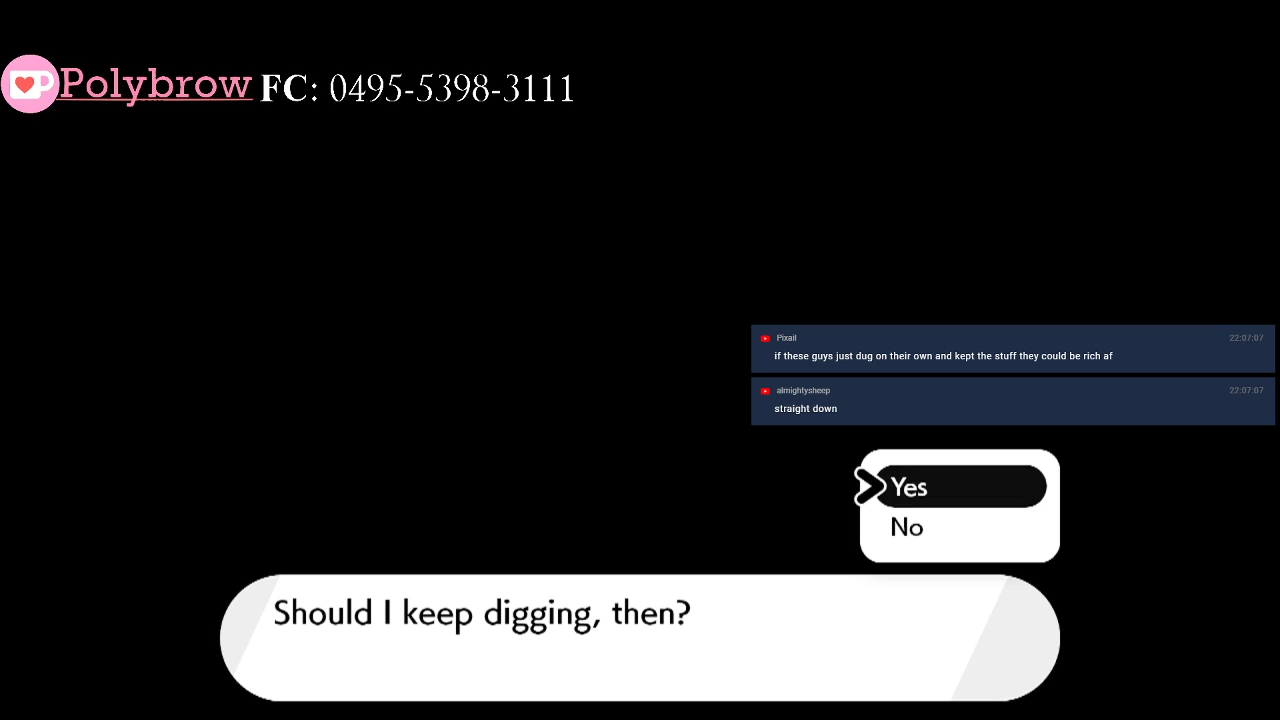 Polybrow FC: 0495-5398-3111
Pixail 22:07:07
if these guys just dug on their own and kept the stuff they could be rich af
almightysheep 22:07:07
straight down
Yes
No
Should I keep digging, then?